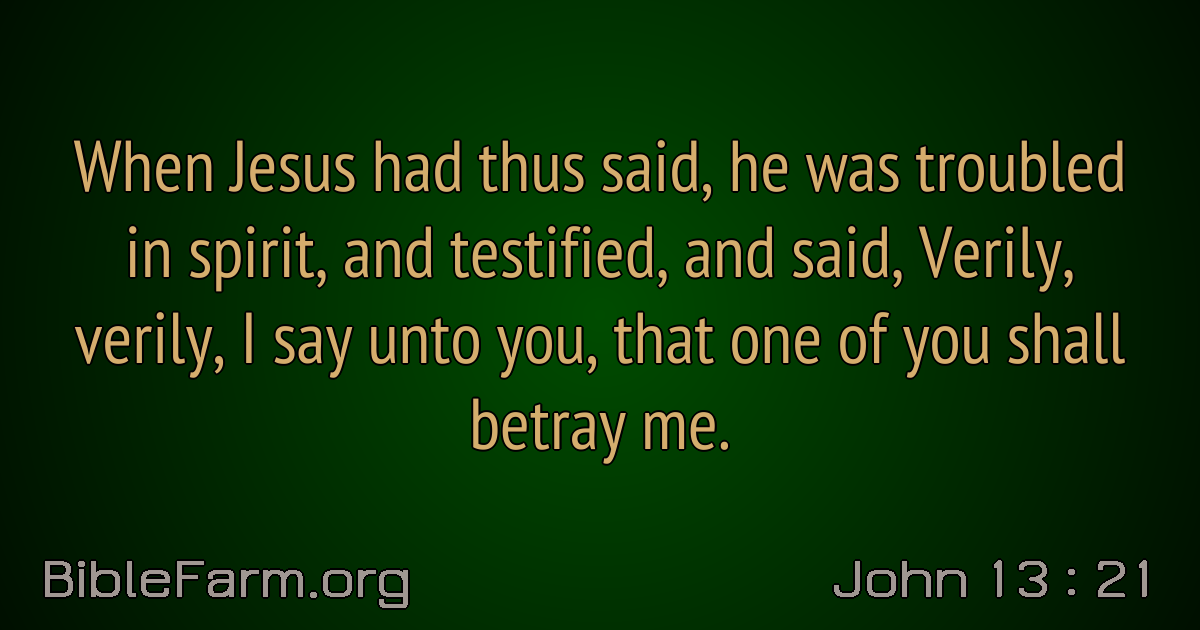 When Jesus had thus said, he was troubled
in spirit, and testified, and said, Verily,
verily, I say unto you, that one of you shall
betray me.
BibleFarm.org
John 13 : 21